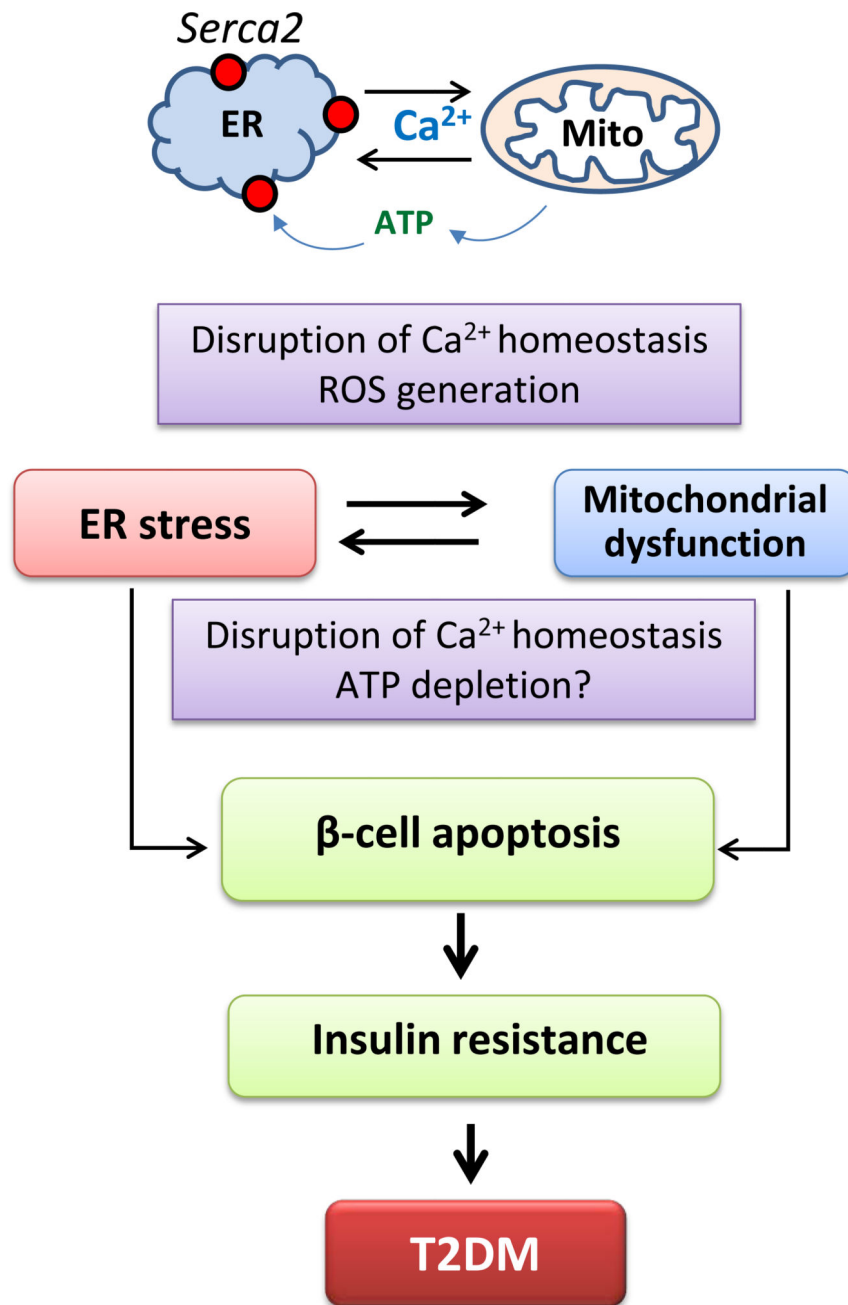 Serca2
ER
Ca²⁺
Mito
ATP
Disruption of Ca²⁺ homeostasis
ROS generation
ER stress
Mitochondrial
dysfunction
Disruption of Ca²⁺ homeostasis
ATP depletion?
β-cell apoptosis
Insulin resistance
T2DM